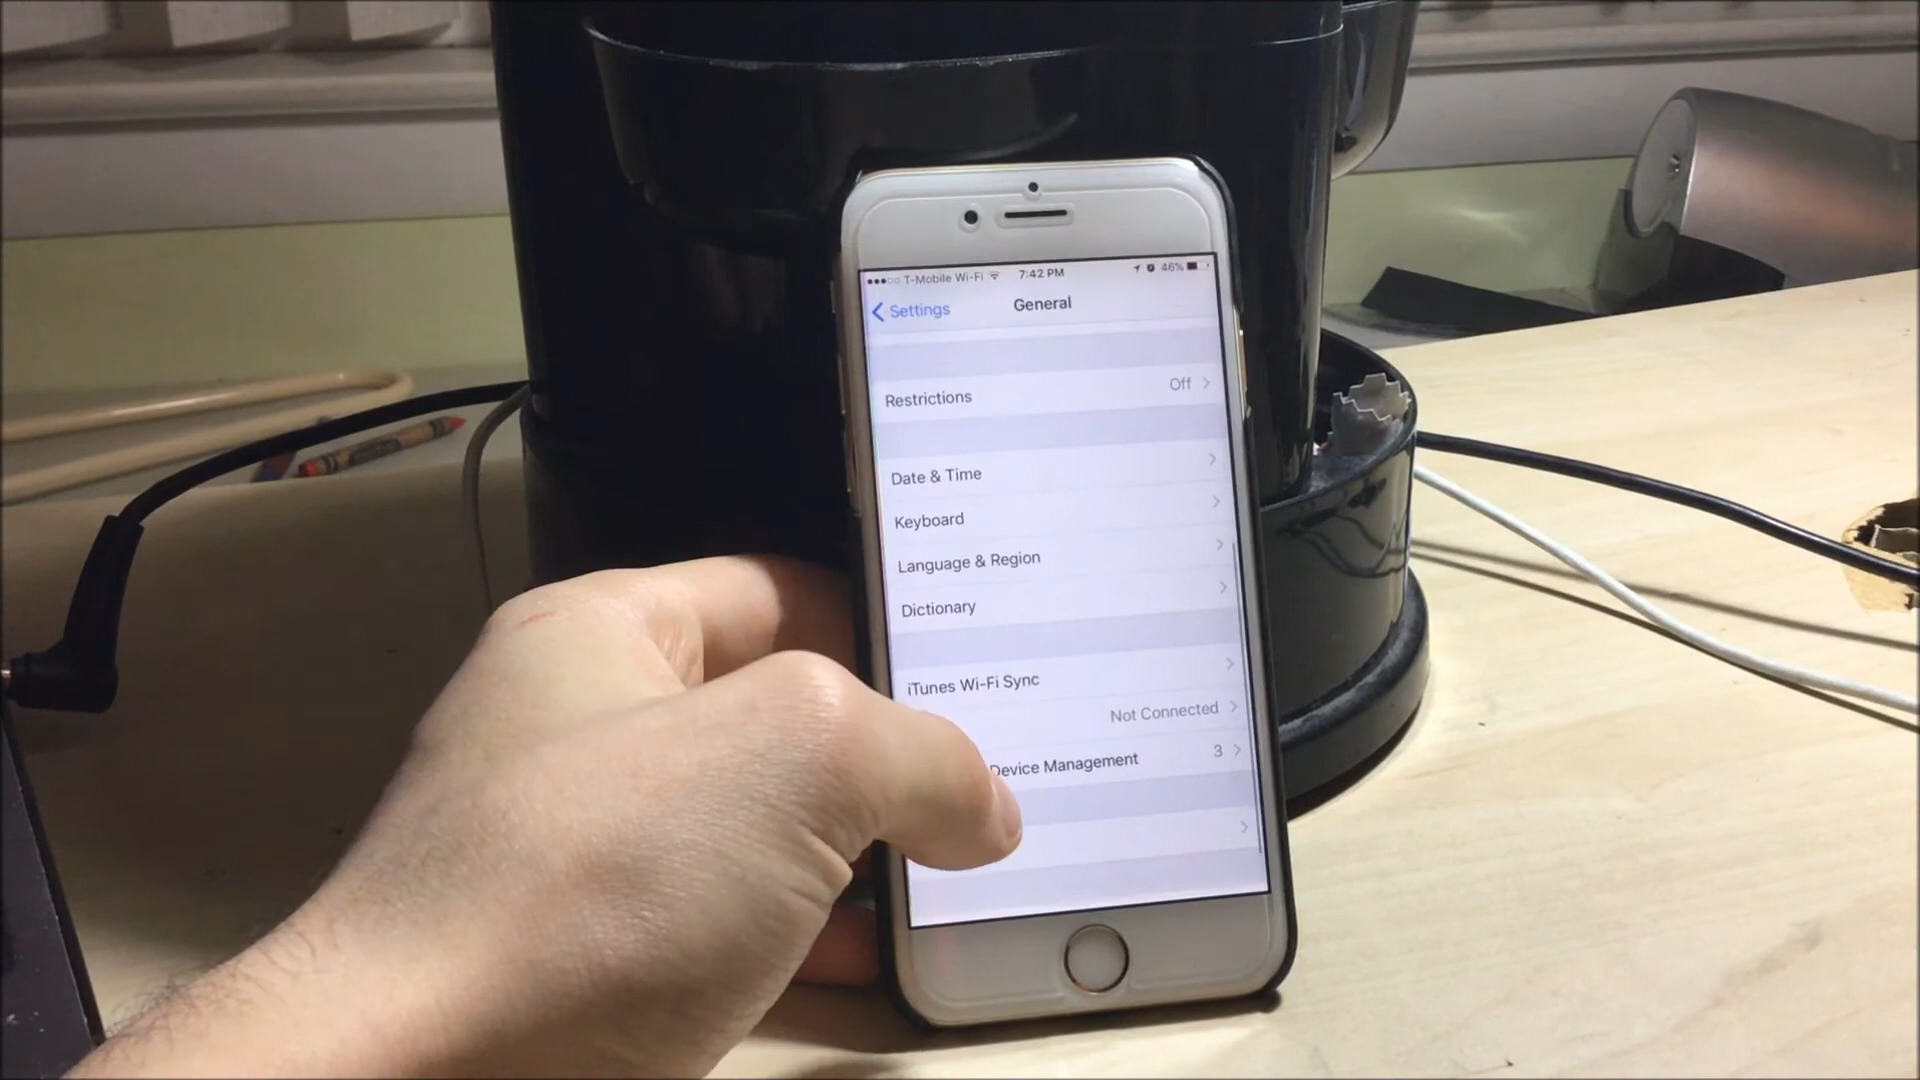 T-Mobile Wi-Fi 7:42 PM 46%
Settings General
Restrictions Off
Date & Time
Keyboard
Language & Region
Dictionary
iTunes Wi-Fi Sync
Not Connected
Device Management 3